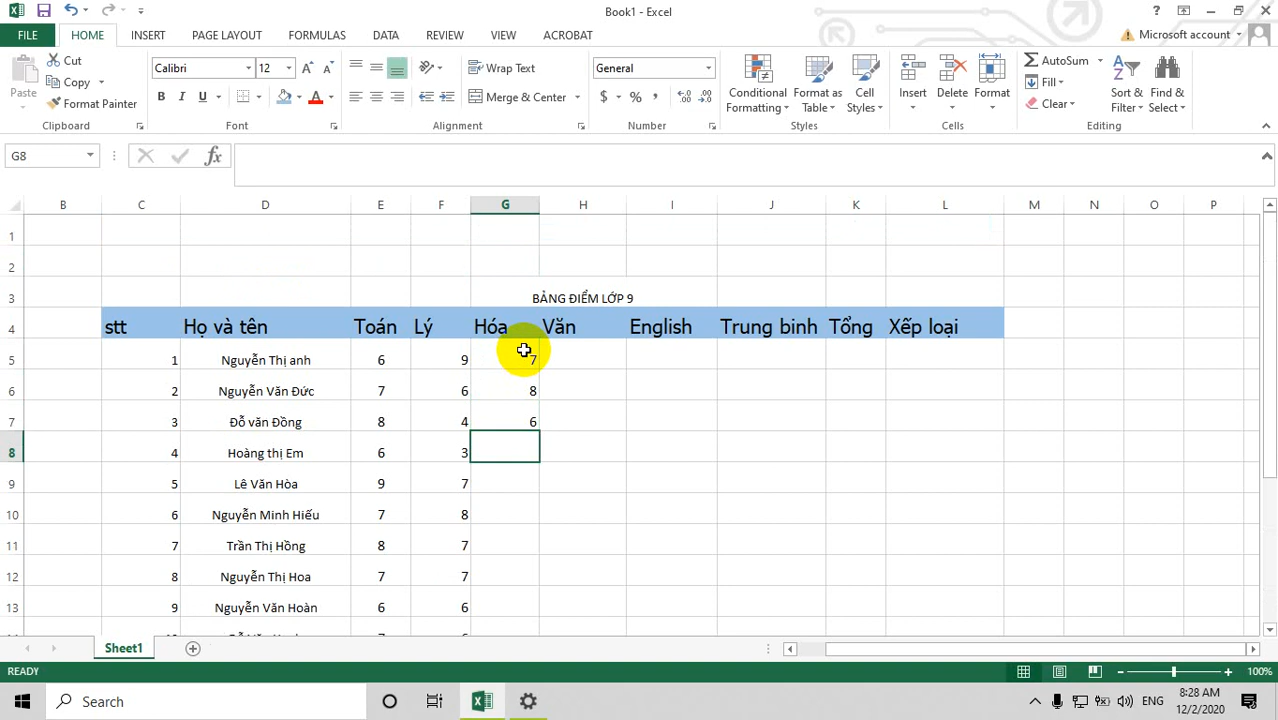 Book1 - Excel
FILE HOME INSERT PAGE LAYOUT FORMULAS DATA REVIEW VIEW ACROBAT Microsoft account
Paste Cut Copy Format Painter Clipboard
Calibri 12 B I U A Font
Wrap Text Merge & Center Alignment
General $ % , Number
Conditional Formatting Format as Table Cell Styles Styles
Insert Delete Format Cells
AutoSum Fill Clear Sort & Filter Find & Select Editing
G8 fx
B C D E F G H I J K L M N O P
1
2
3 BẢNG ĐIỂM LỚP 9
4 stt Họ và tên Toán Lý Hóa Văn English Trung binh Tổng Xếp loại
5 1 Nguyễn Thị anh 6 9 7
6 2 Nguyễn Văn Đức 7 6 8
7 3 Đỗ văn Đồng 8 4 6
8 4 Hoàng thị Em 6 3
9 5 Lê Văn Hòa 9 7
10 6 Nguyễn Minh Hiếu 7 8
11 7 Trần Thị Hồng 8 7
12 8 Nguyễn Thị Hoa 7 7
13 9 Nguyễn Văn Hoàn 6 6
Sheet1
READY 100%
Search ENG 8:28 AM
12/2/2020